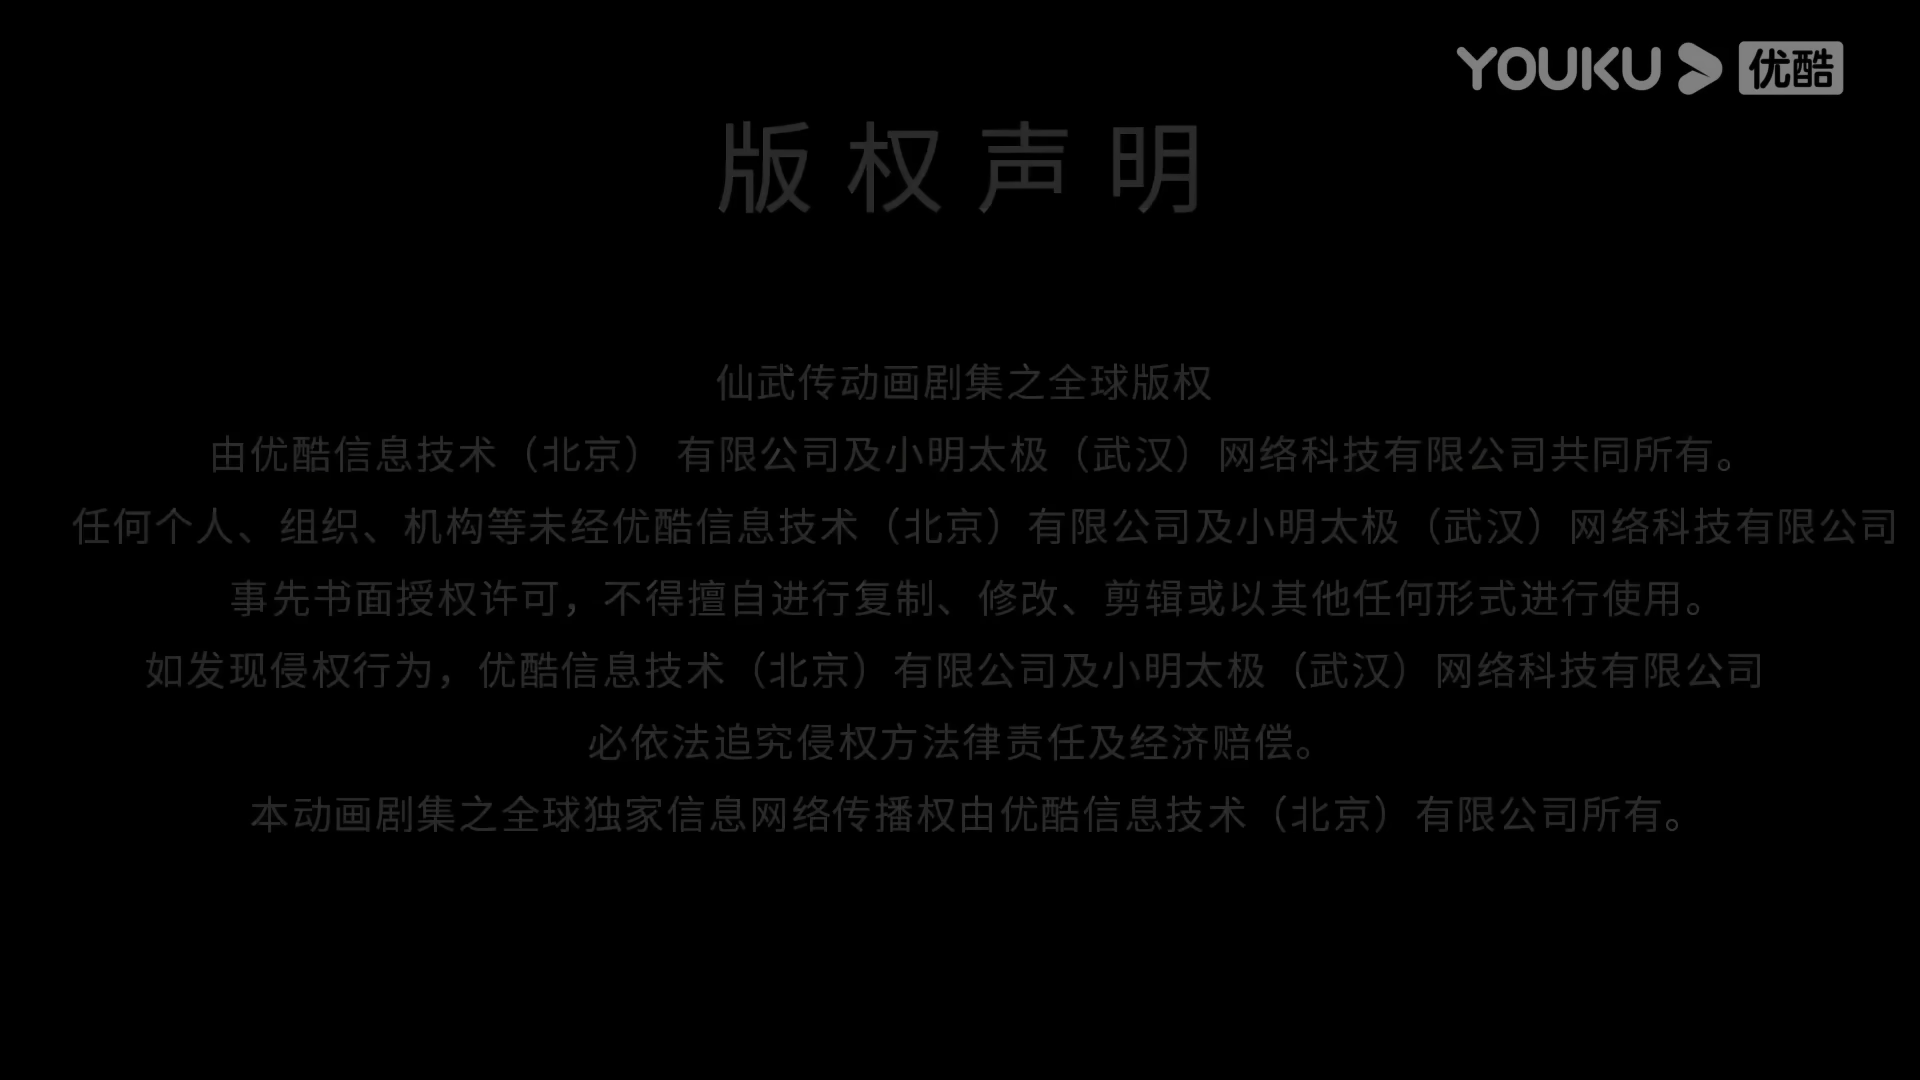 YOUKU 优酷
版权声明
仙武传动画剧集之全球版权
由优酷信息技术（北京） 有限公司及小明太极（武汉）网络科技有限公司共同所有。
任何个人、组织、机构等未经优酷信息技术（北京）有限公司及小明太极（武汉）网络科技有限公司
事先书面授权许可，不得擅自进行复制、修改、剪辑或以其他任何形式进行使用。
如发现侵权行为，优酷信息技术（北京）有限公司及小明太极（武汉）网络科技有限公司
必依法追究侵权方法律责任及经济赔偿。
本动画剧集之全球独家信息网络传播权由优酷信息技术（北京）有限公司所有。